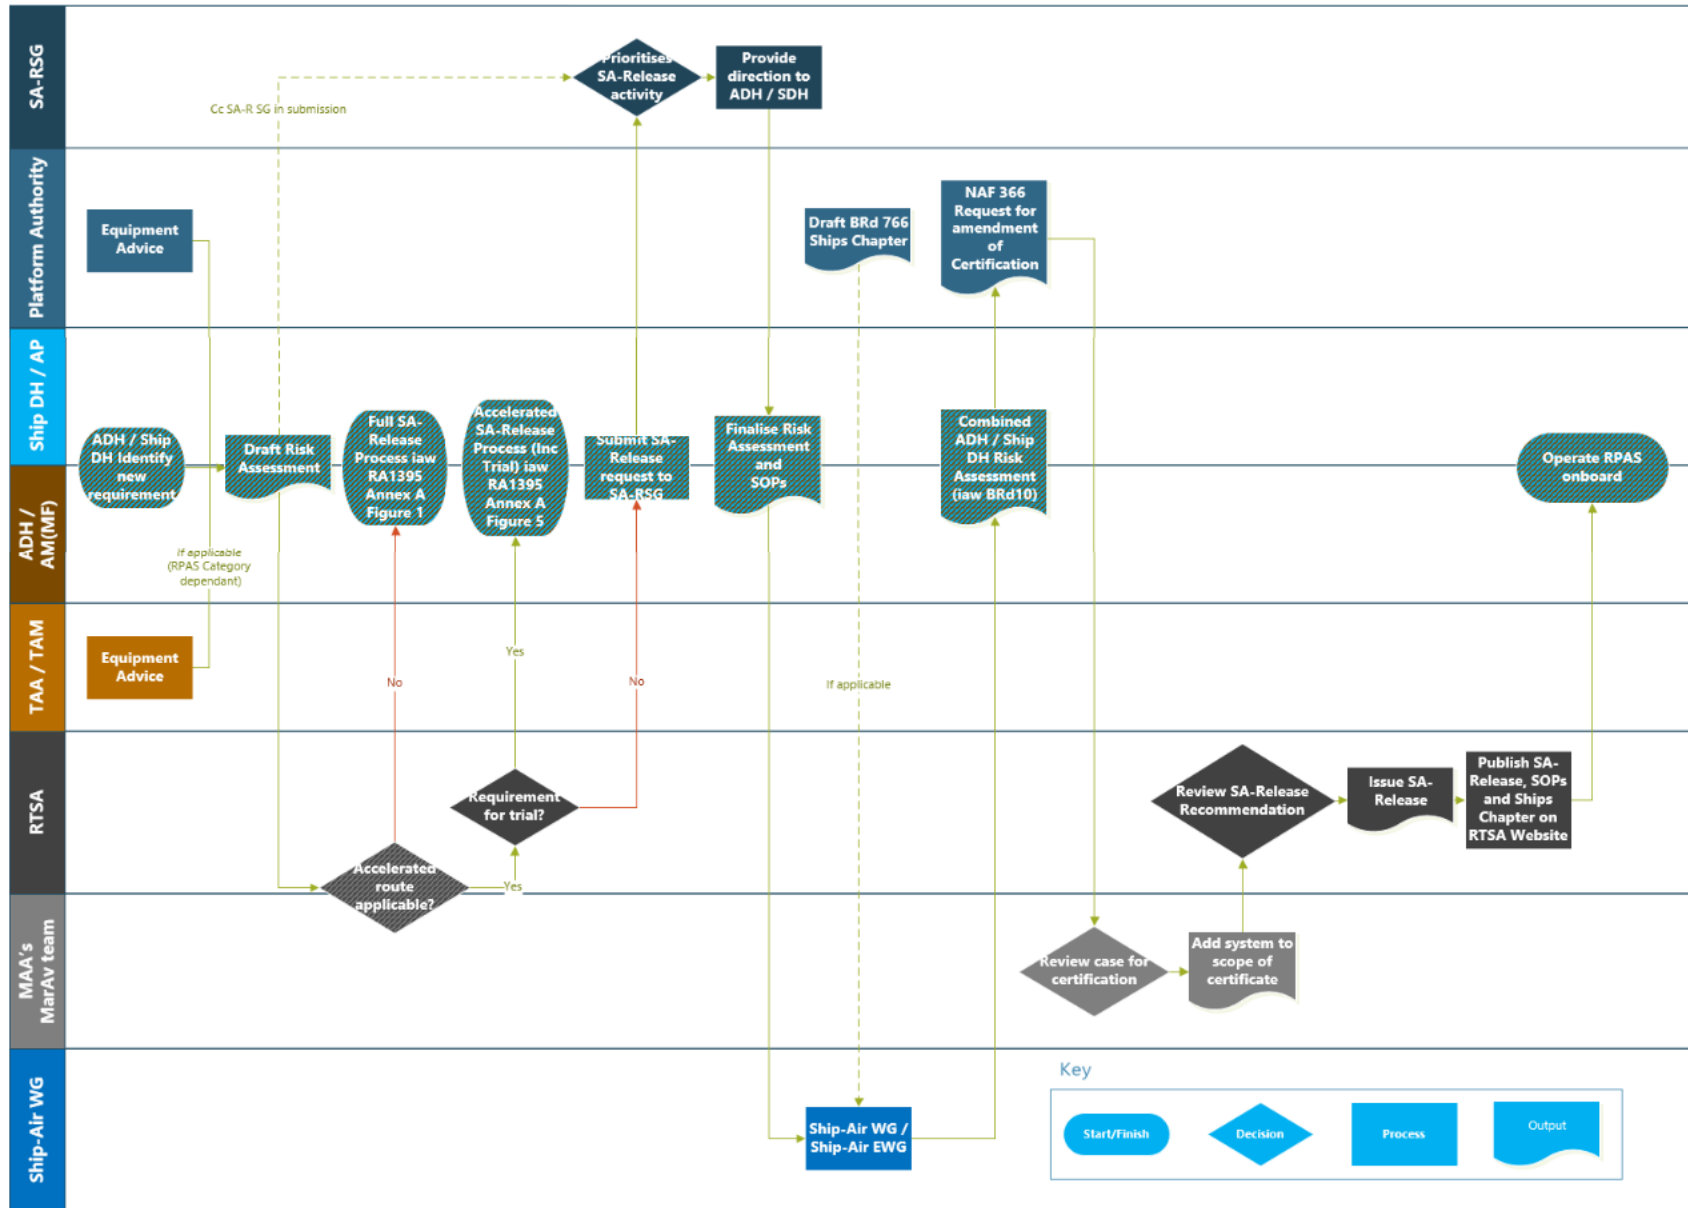 SA-RSG
Prioritises
SA-Release
activity
Provide
direction to
ADH / SDH
Cc SA-R SG in submission
Platform Authority
Equipment
Advice
Draft BRd 766
Ships Chapter
NAF 366
Request for
amendment
of
Certification
Ship DH / AP
ADH /
AM(MF)
ADH / Ship
DH Identify
new
requirement
Draft Risk
Assessment
Full SA-
Release
Process iaw
RA1395
Annex A
Figure 1
Accelerated
SA-Release
Process (Inc
Trial) iaw
RA1395
Annex A
Figure 5
Submit SA-
Release
request to
SA-RSG
Finalise Risk
Assessment
and
SOPs
Combined
ADH / Ship
DH Risk
Assessment
(iaw BRd10)
Operate RPAS
onboard
If applicable
(RPAS Category
dependant)
TAA / TAM
Equipment
Advice
No
Yes
No
If applicable
RTSA
Requirement
for trial?
Accelerated
route
applicable?
Yes
Review SA-Release
Recommendation
Issue SA-
Release
Publish SA-
Release, SOPs
and Ships
Chapter on
RTSA Website
MAA's
MarAv team
Review case for
certification
Add system to
scope of
certificate
Ship-Air WG
Ship-Air WG /
Ship-Air EWG
Key
Start/Finish
Decision
Process
Output